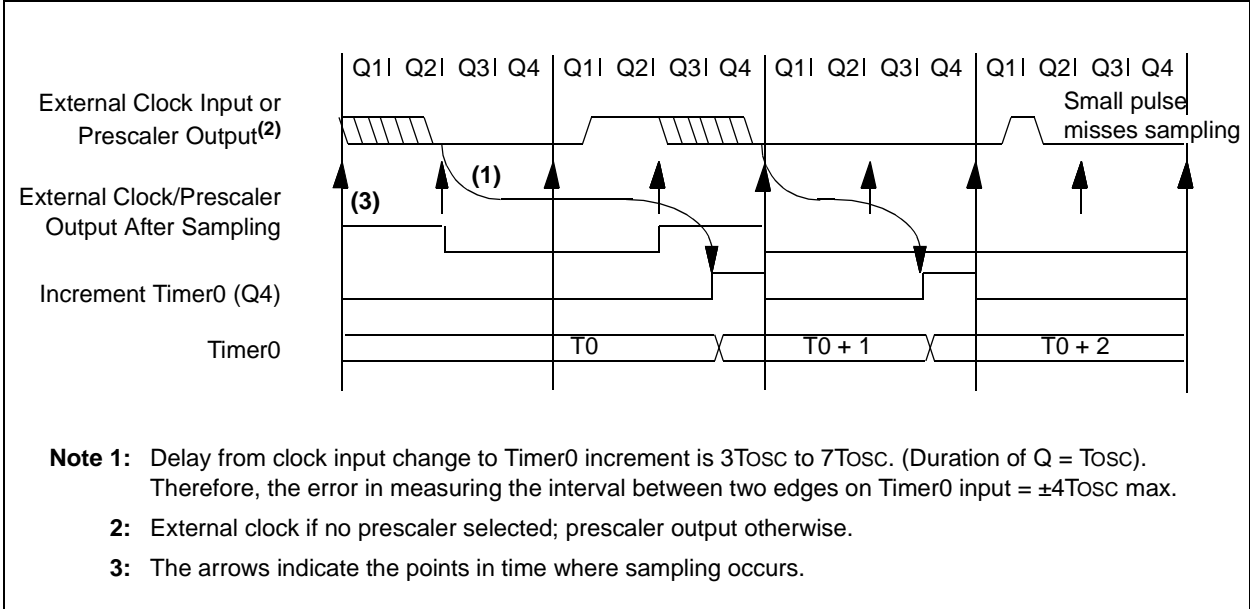 Q1| Q2| Q3| Q4 Q1| Q2| Q3| Q4 Q1| Q2| Q3| Q4 Q1| Q2| Q3| Q4
External Clock Input or
Prescaler Output(2)
Small pulse
misses sampling
(1)
External Clock/Prescaler
Output After Sampling
(3)
Increment Timer0 (Q4)
Timer0
T0 T0 + 1 T0 + 2
Note 1: Delay from clock input change to Timer0 increment is 3TOSC to 7TOSC. (Duration of Q = TOSC).
Therefore, the error in measuring the interval between two edges on Timer0 input = ±4TOSC max.
2: External clock if no prescaler selected; prescaler output otherwise.
3: The arrows indicate the points in time where sampling occurs.